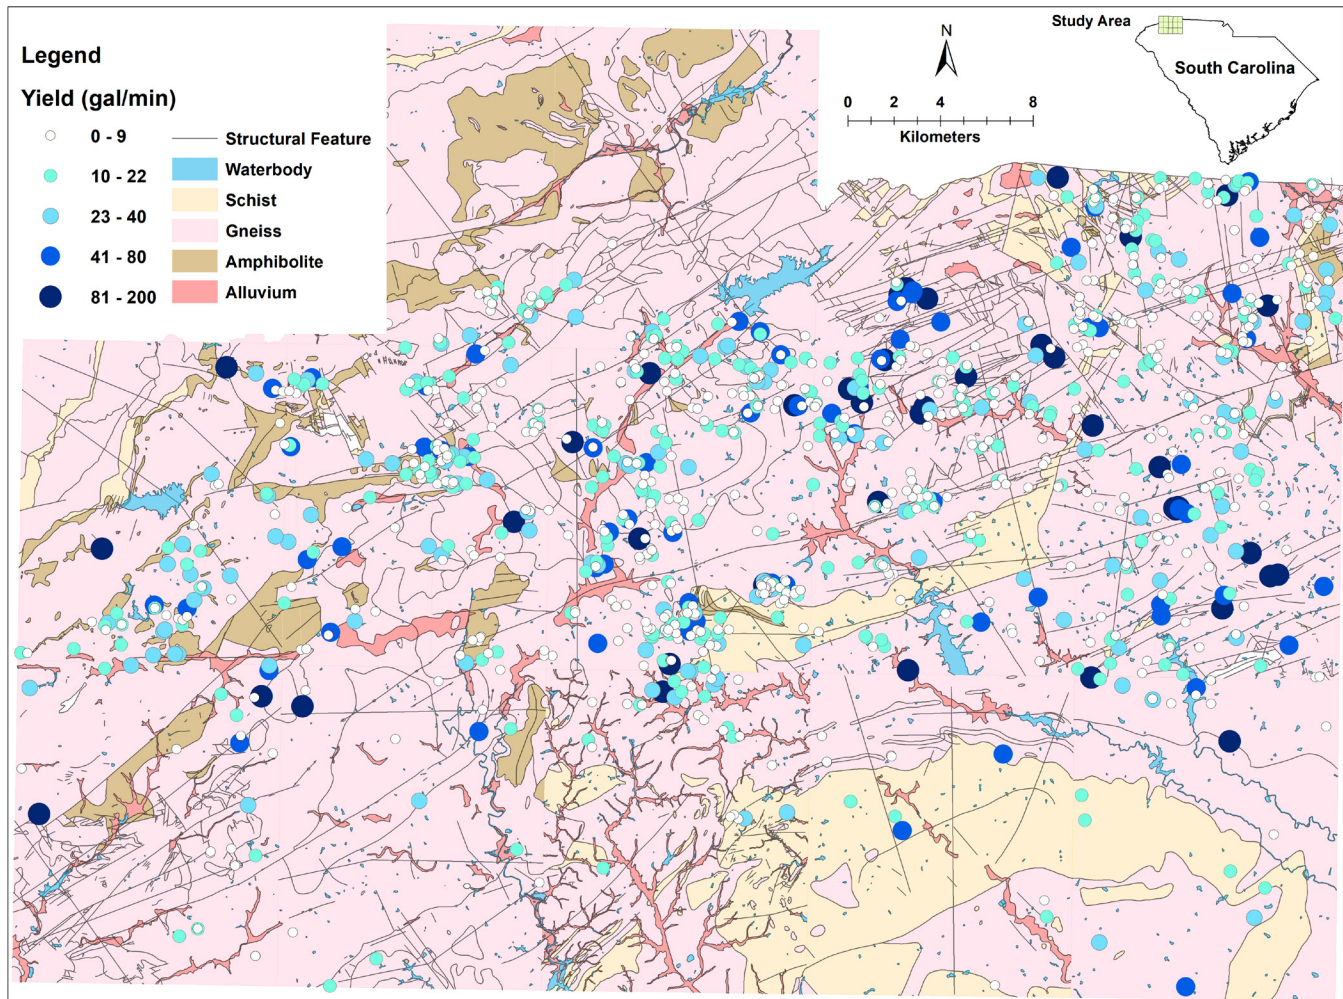 Legend
Yield (gal/min)
0 - 9
10 - 22
23 - 40
41 - 80
81 - 200
Structural Feature
Waterbody
Schist
Gneiss
Amphibolite
Alluvium
N
0 2 4 8
Kilometers
Study Area
South Carolina